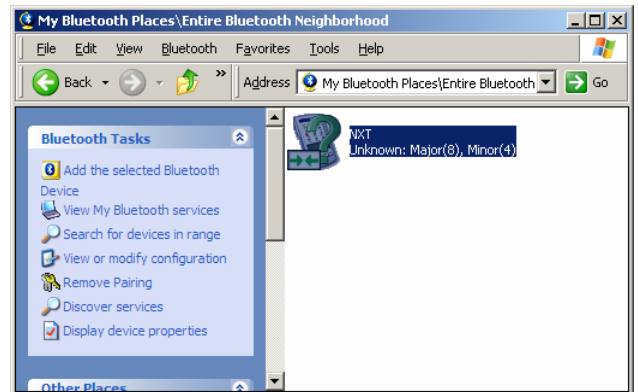 My Bluetooth Places\Entire Bluetooth Neighborhood
File Edit View Bluetooth Favorites Tools Help
Back » Address My Bluetooth Places\Entire Bluetooth Go
Bluetooth Tasks
Add the selected Bluetooth
Device
View My Bluetooth services
Search for devices in range
View or modify configuration
Remove Pairing
Discover services
Display device properties
Other Places
NXT
Unknown: Major(8), Minor(4)